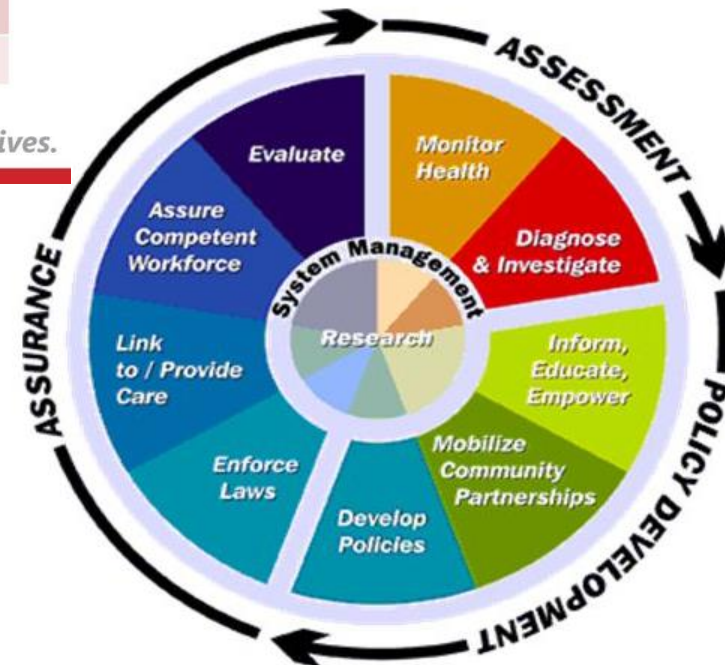 ives.
ASSESSMENT
Monitor
Health
Diagnose
& Investigate
Inform,
Educate,
Empower
Mobilize
Community
Partnerships
POLICY DEVELOPMENT
Develop
Policies
Enforce
Laws
Link
to / Provide
Care
Assure
Competent
Workforce
Evaluate
ASSURANCE
System Management
Research